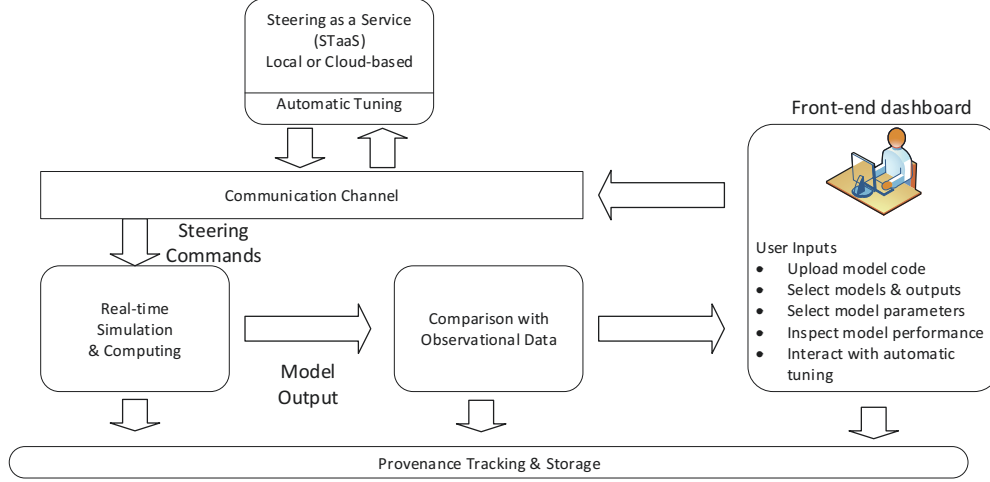 Steering as a Service
(STaaS)
Local or Cloud-based
Automatic Tuning
Front-end dashboard
Communication Channel
Steering
Commands
User Inputs
• Upload model code
• Select models & outputs
• Select model parameters
• Inspect model performance
• Interact with automatic
tuning
Real-time
Simulation
& Computing
Model
Output
Comparison with
Observational Data
Provenance Tracking & Storage